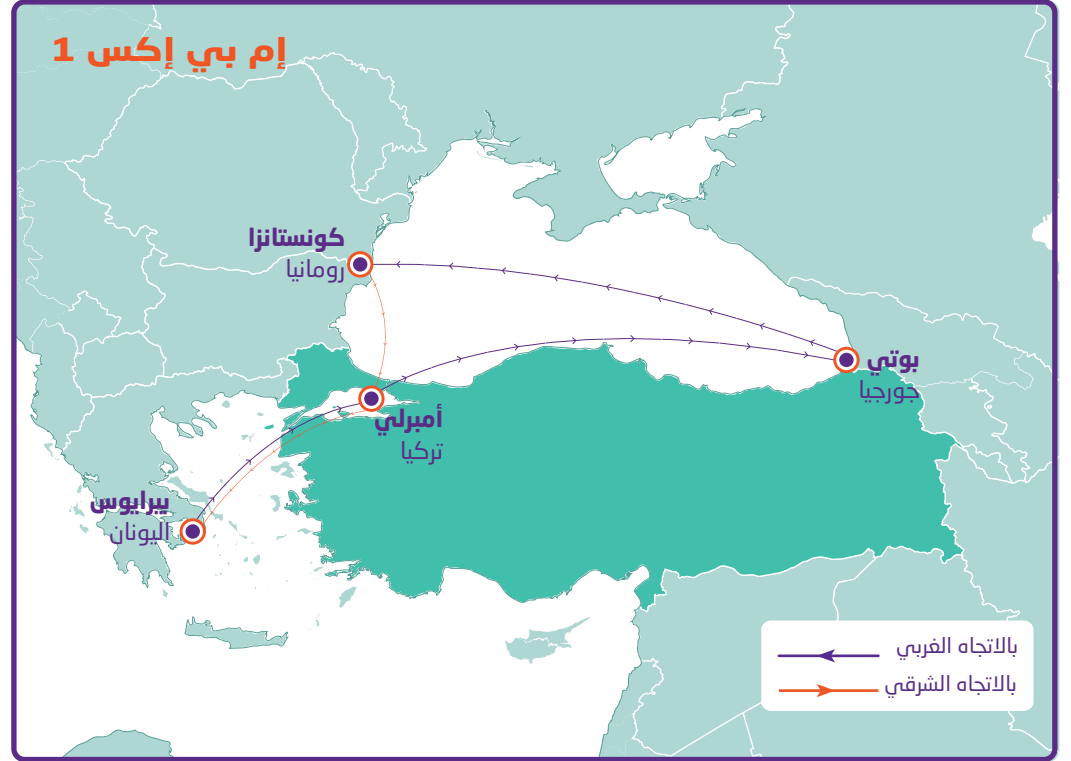 إم بي إكس 1
كونستانزا
رومانيا
بوتي
جورجيا
أمبرلي
تركيا
بيرايوس
اليونان
بالاتجاه الغربي
بالاتجاه الشرقي